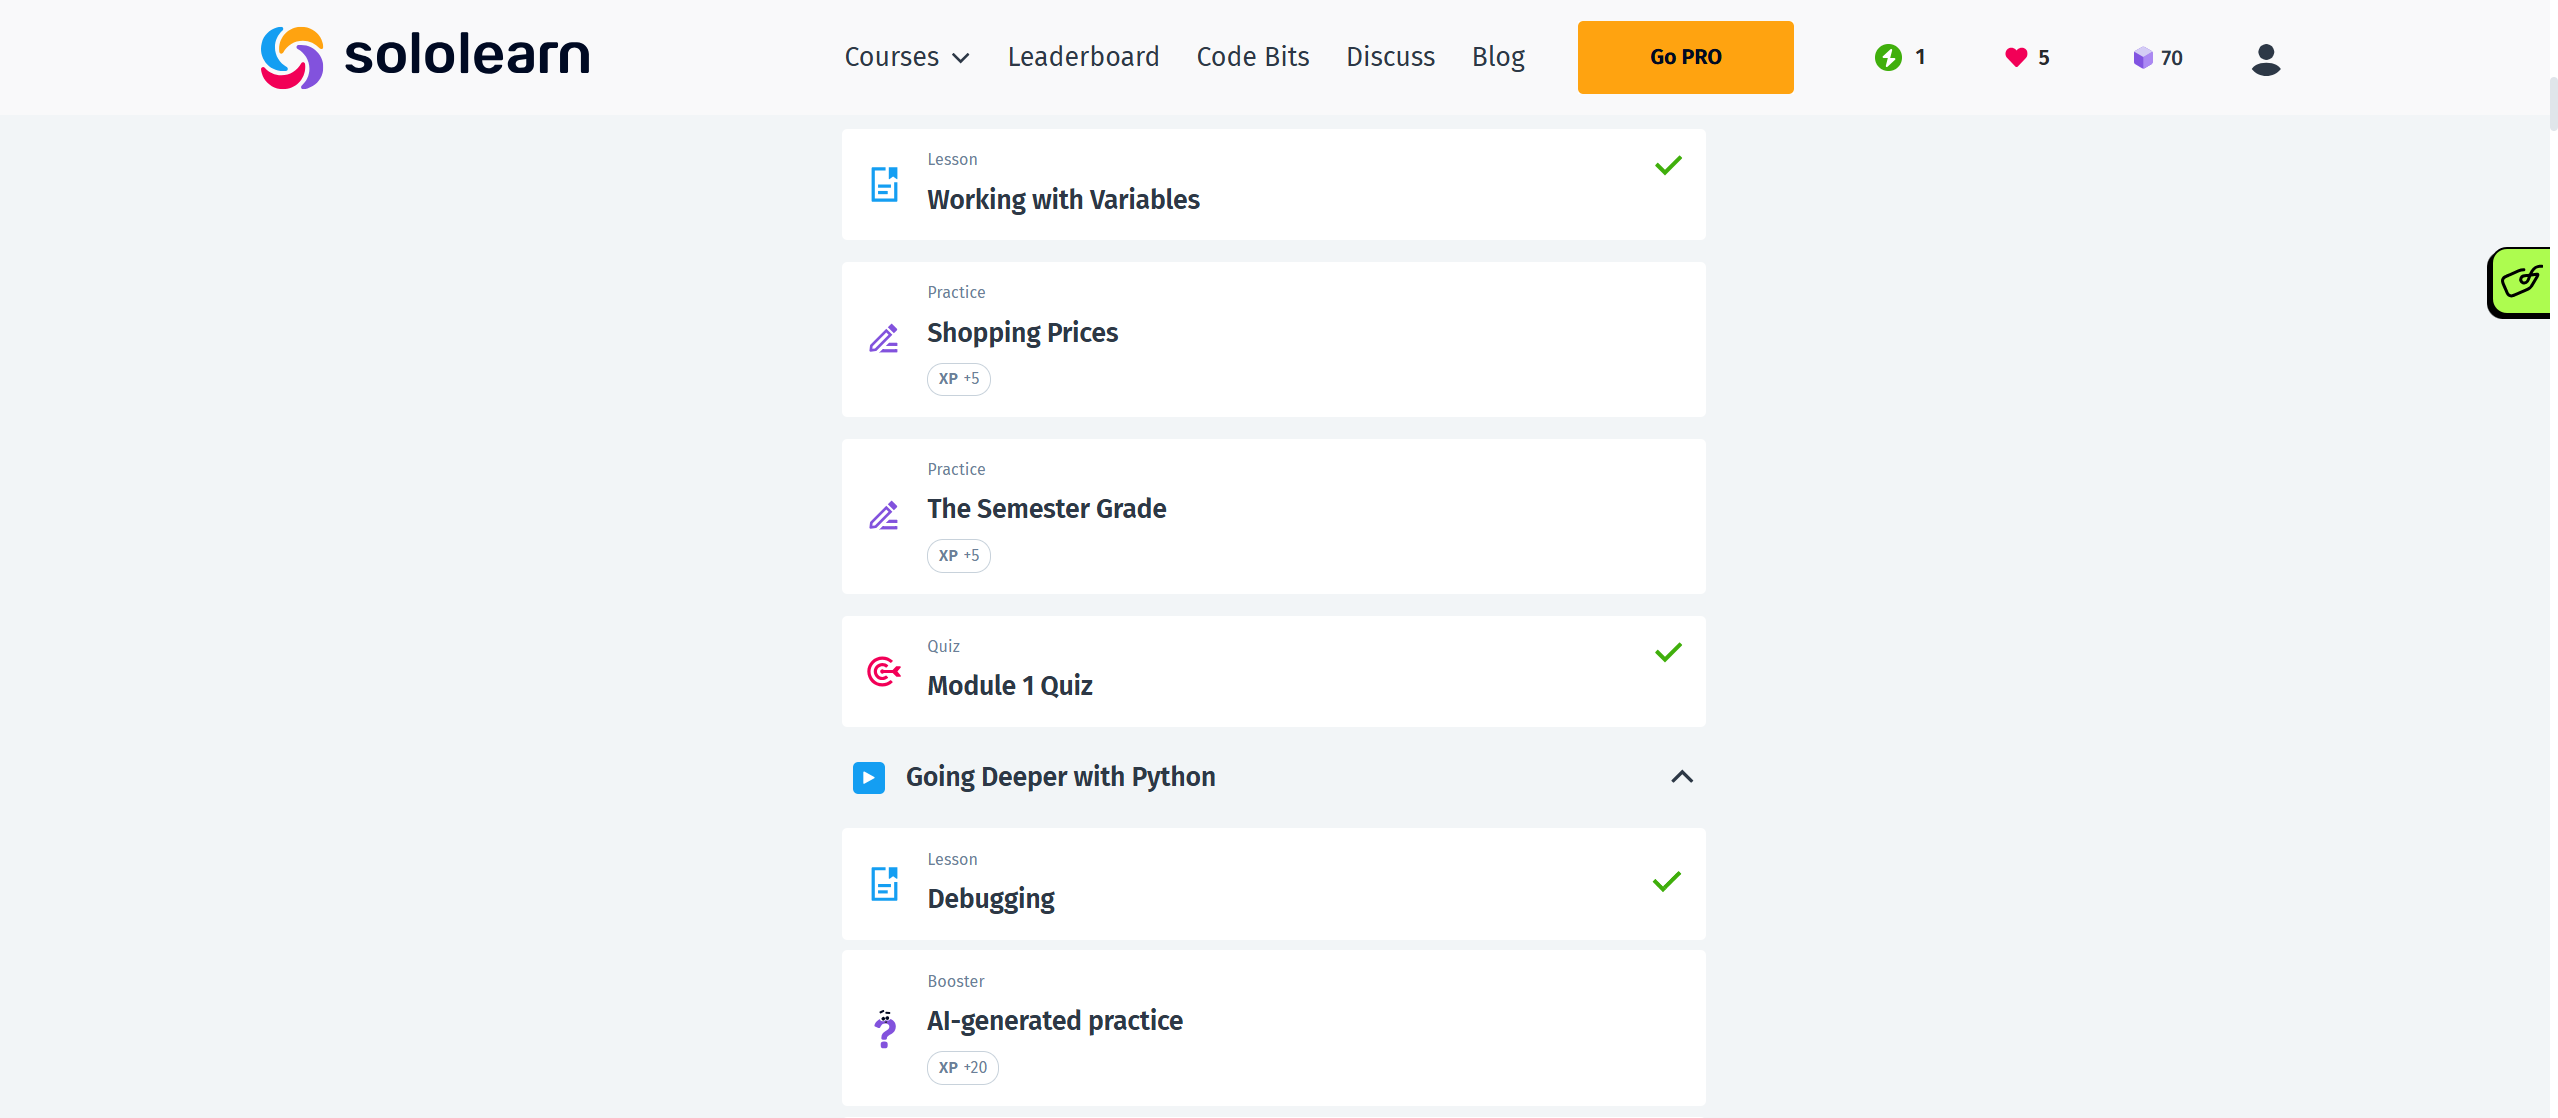 sololearn
Courses Leaderboard Code Bits Discuss Blog Go PRO 1 5 70
Lesson
Working with Variables
Practice
Shopping Prices
XP +5
Practice
The Semester Grade
XP +5
Quiz
Module 1 Quiz
Going Deeper with Python
Lesson
Debugging
Booster
AI-generated practice
XP +20